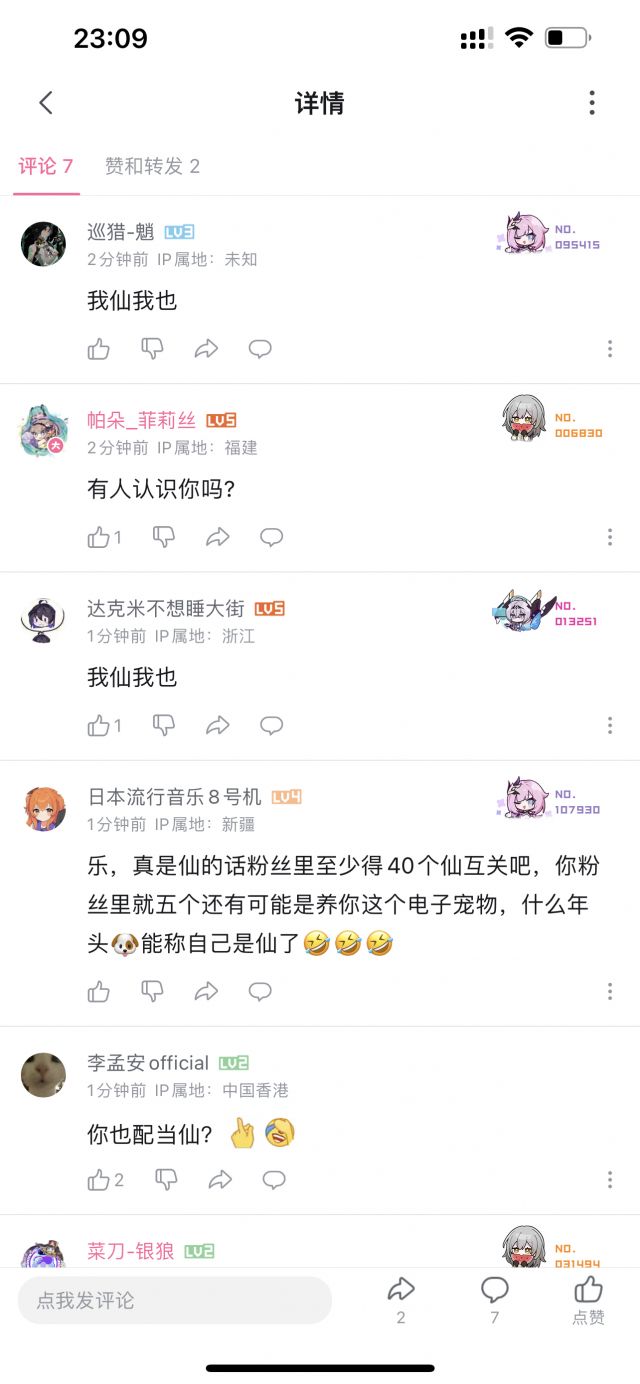 23:09
详情
评论 7 赞和转发 2
巡猎-魈 LV3
NO.
095415
2分钟前 IP属地：未知
我仙我也
帕朵_菲莉丝 LV5
NO.
006830
2分钟前 IP属地：福建
有人认识你吗?
1
达克米不想睡大街 LV5
NO.
013251
1分钟前 IP属地：浙江
我仙我也
1
日本流行音乐8号机 LV4
NO.
107930
1分钟前 IP属地：新疆
乐，真是仙的话粉丝里至少得40个仙互关吧，你粉
丝里就五个还有可能是养你这个电子宠物，什么年
头🐶能称自己是仙了🤣🤣🤣
李孟安official LV2
1分钟前 IP属地：中国香港
你也配当仙?
2
菜刀-银狼 LV2
NO.
031494
点我发评论
2
7
点赞